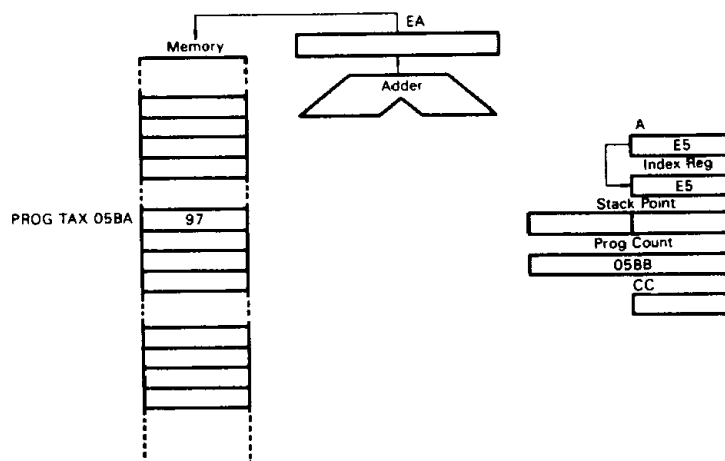 EA
Memory
Adder
A
E5
Index Reg
E5
Stack Point
PROG TAX 05BA 97
Prog Count
05BB
CC